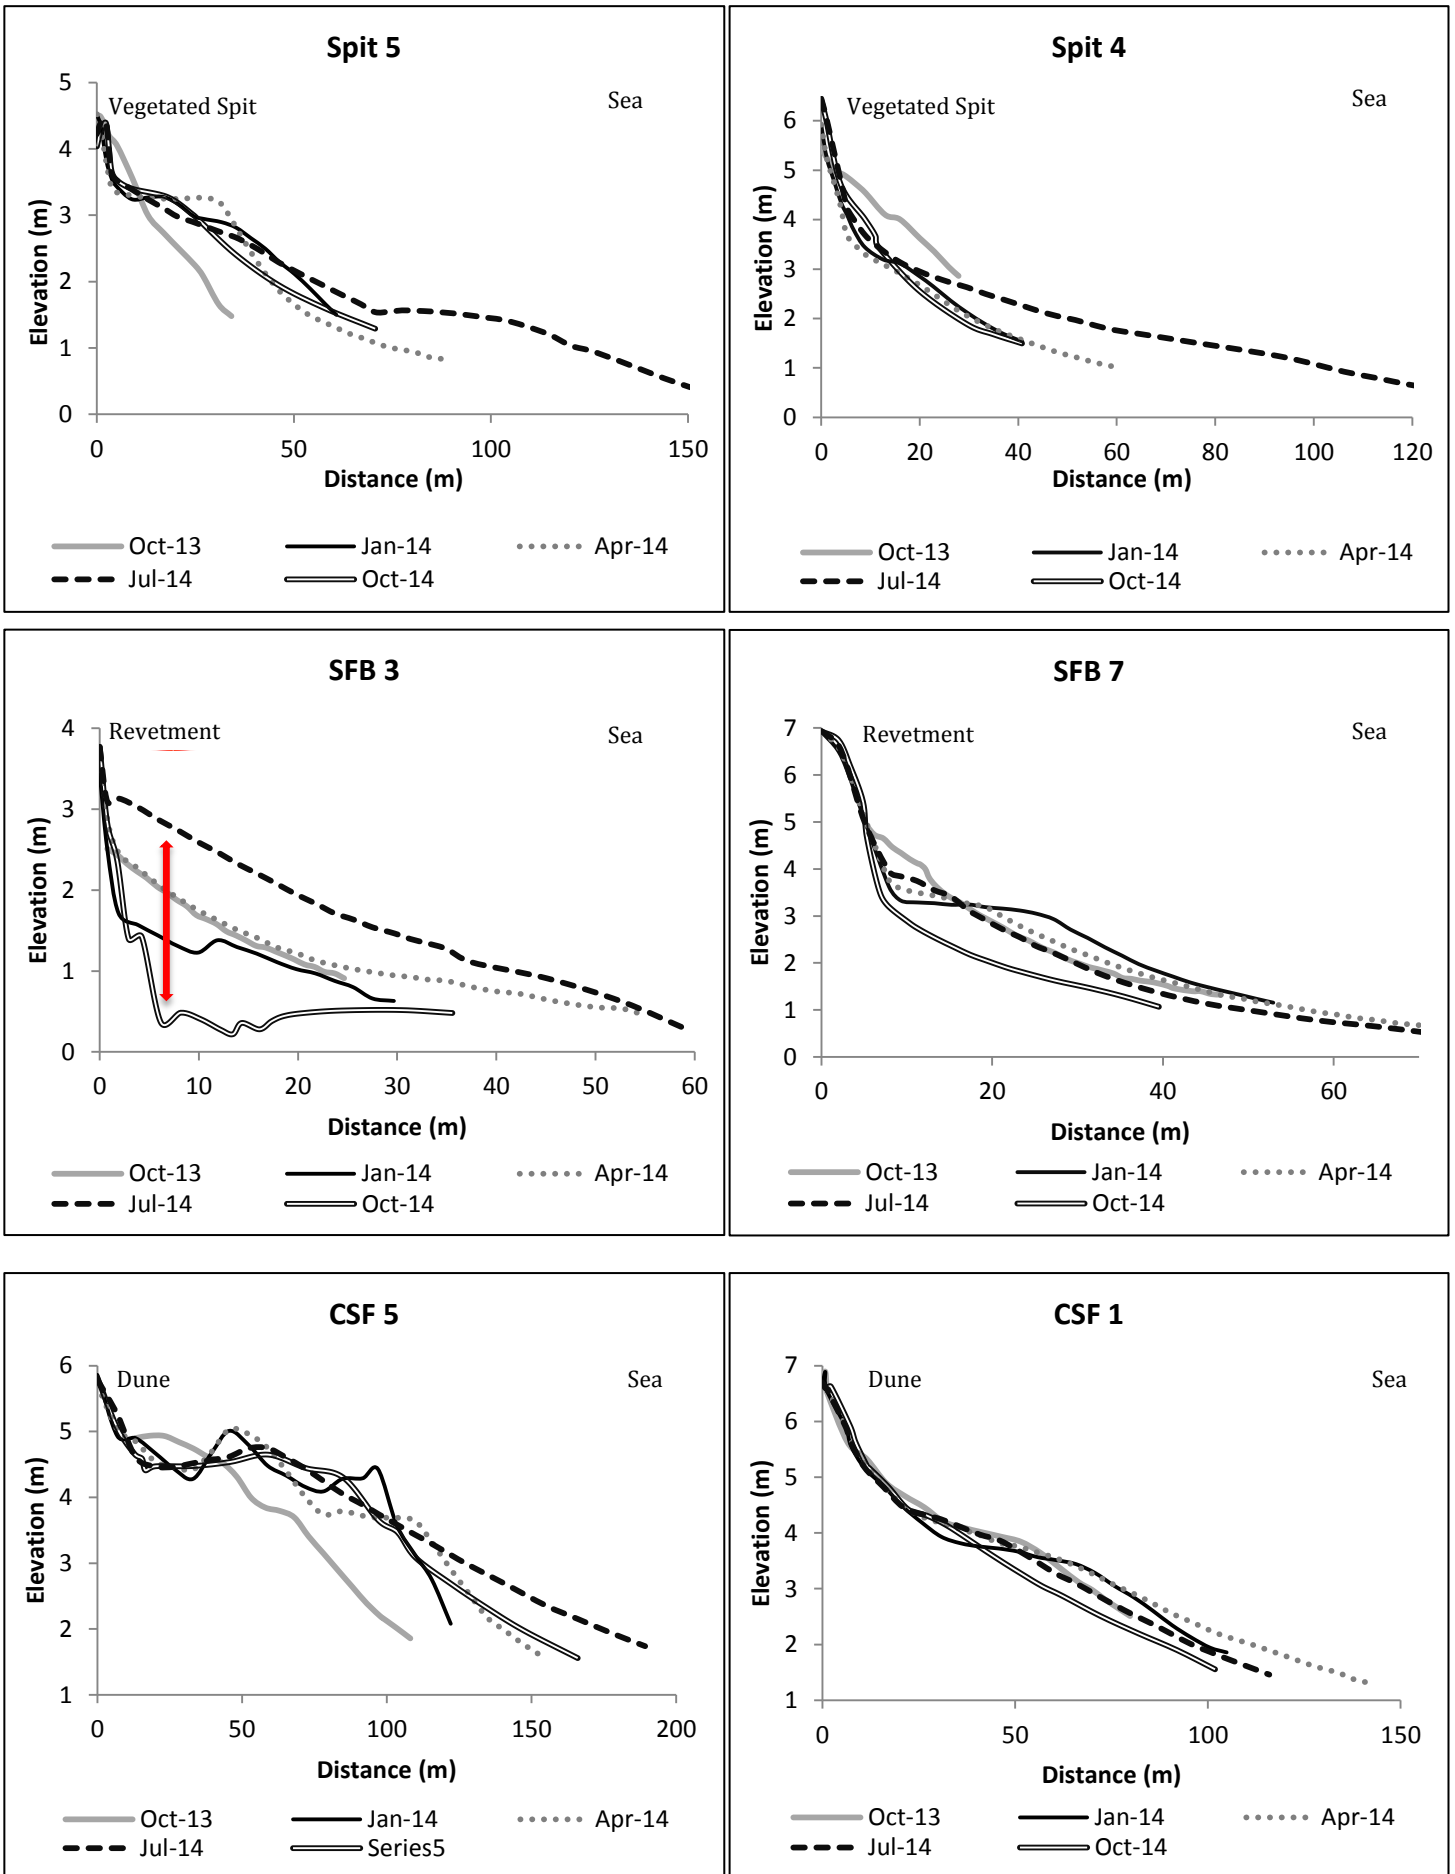 Spit 5
5
4
3
2
1
0
Elevation (m)
Vegetated Spit
Sea
0 50 100 150
Distance (m)
Oct-13 Jan-14 Apr-14
Jul-14 Oct-14
Spit 4
6
5
4
3
2
1
0
Elevation (m)
Vegetated Spit
Sea
0 20 40 60 80 100 120
Distance (m)
Oct-13 Jan-14 Apr-14
Jul-14 Oct-14
SFB 3
4
3
2
1
0
Elevation (m)
Revetment
Sea
0 10 20 30 40 50 60
Distance (m)
Oct-13 Jan-14 Apr-14
Jul-14 Oct-14
SFB 7
7
6
5
4
3
2
1
0
Elevation (m)
Revetment
Sea
0 20 40 60
Distance (m)
Oct-13 Jan-14 Apr-14
Jul-14 Oct-14
CSF 5
6
5
4
3
2
1
Elevation (m)
Dune
Sea
0 50 100 150 200
Distance (m)
Oct-13 Jan-14 Apr-14
Jul-14 Series5
CSF 1
7
6
5
4
3
2
1
Elevation (m)
Dune
Sea
0 50 100 150
Distance (m)
Oct-13 Jan-14 Apr-14
Jul-14 Oct-14